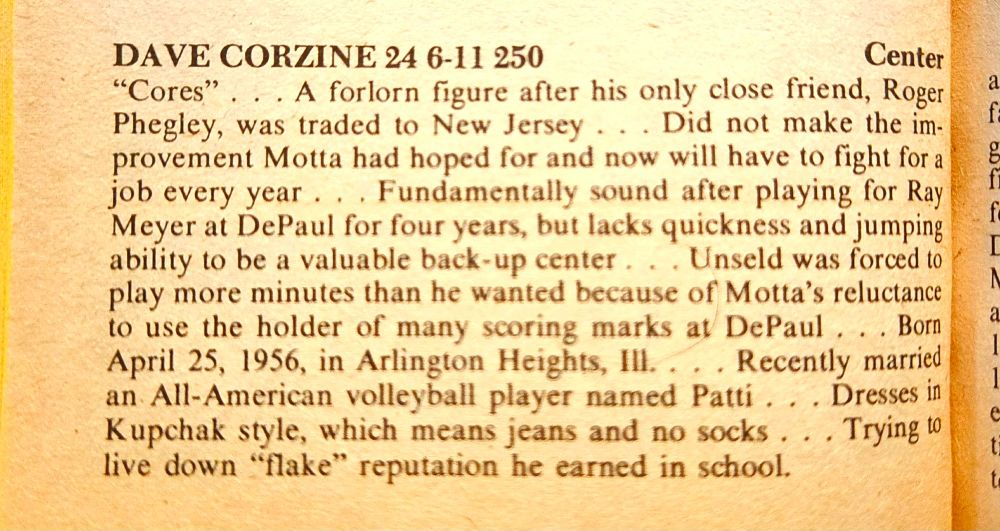 DAVE CORZINE 24 6-11 250 Center
“Cores” . . . A forlorn figure after his only close friend, Roger
Phegley, was traded to New Jersey . . . Did not make the im-
provement Motta had hoped for and now will have to fight for a
job every year . . . Fundamentally sound after playing for Ray
Meyer at DePaul for four years, but lacks quickness and jumping
ability to be a valuable back-up center . . . Unseld was forced to
play more minutes than he wanted because of Motta’s reluctance
to use the holder of many scoring marks at DePaul . . . Born
April 25, 1956, in Arlington Heights, Ill. . . . Recently married
an All-American volleyball player named Patti . . . Dresses in
Kupchak style, which means jeans and no socks . . . Trying to
live down “flake” reputation he earned in school.